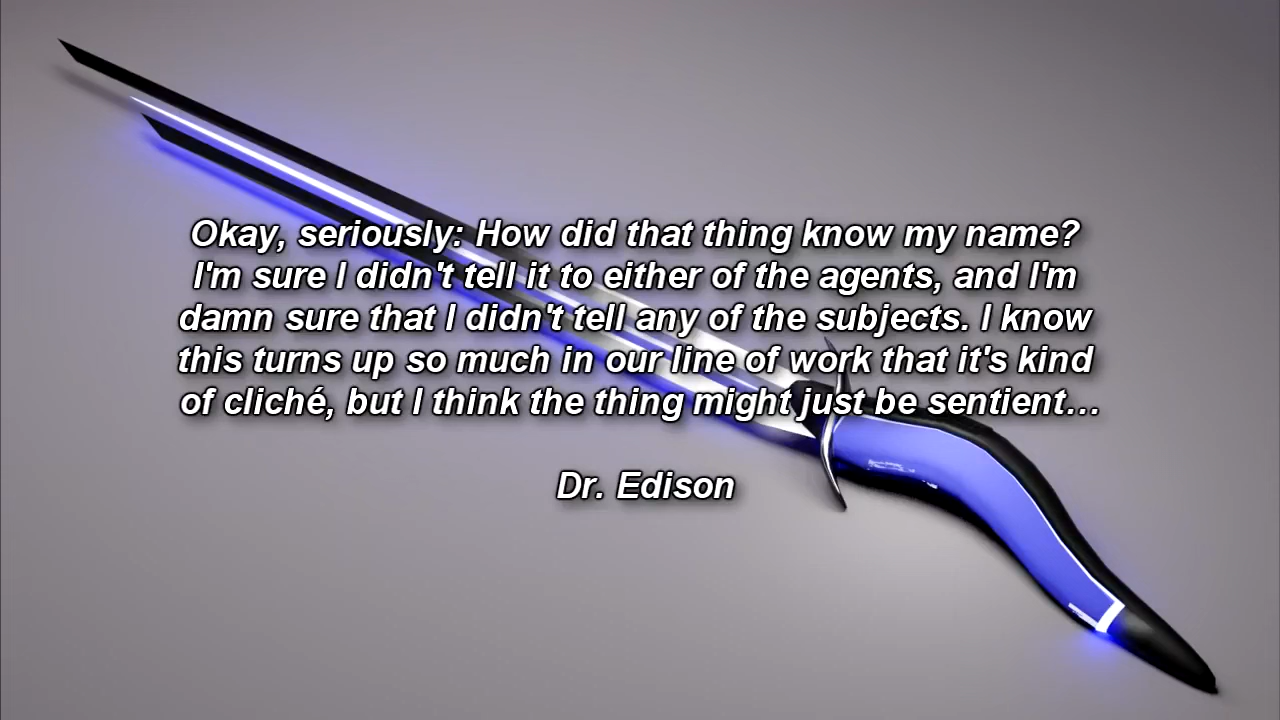 Okay, seriously: How did that thing know my name?
I'm sure I didn't tell it to either of the agents, and I'm
damn sure that I didn't tell any of the subjects. I know
this turns up so much in our line of work that it's kind
of cliché, but I think the thing might just be sentient…
Dr. Edison